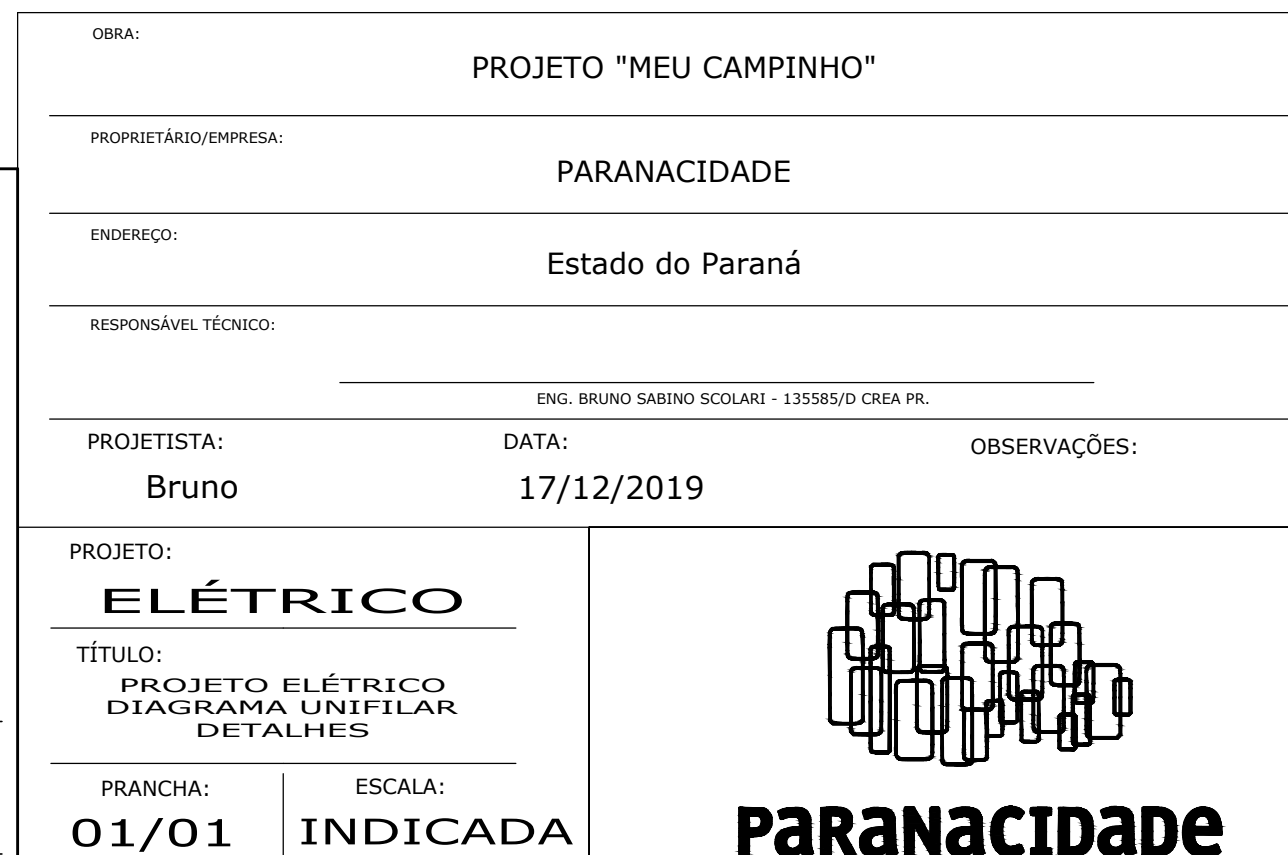 OBRA:
PROJETO "MEU CAMPINHO"
PROPRIETÁRIO/EMPRESA:
PARANACIDADE
ENDEREÇO:
Estado do Paraná
RESPONSÁVEL TÉCNICO:
ENG. BRUNO SABINO SCOLARI - 135585/D CREA PR.
PROJETISTA:
Bruno
DATA:
17/12/2019
OBSERVAÇÕES:
PROJETO:
ELÉTRICO
TÍTULO:
PROJETO ELÉTRICO
DIAGRAMA UNIFILAR
DETALHES
PRANCHA:
01/01
ESCALA:
INDICADA
PaRaNaCIDaDe